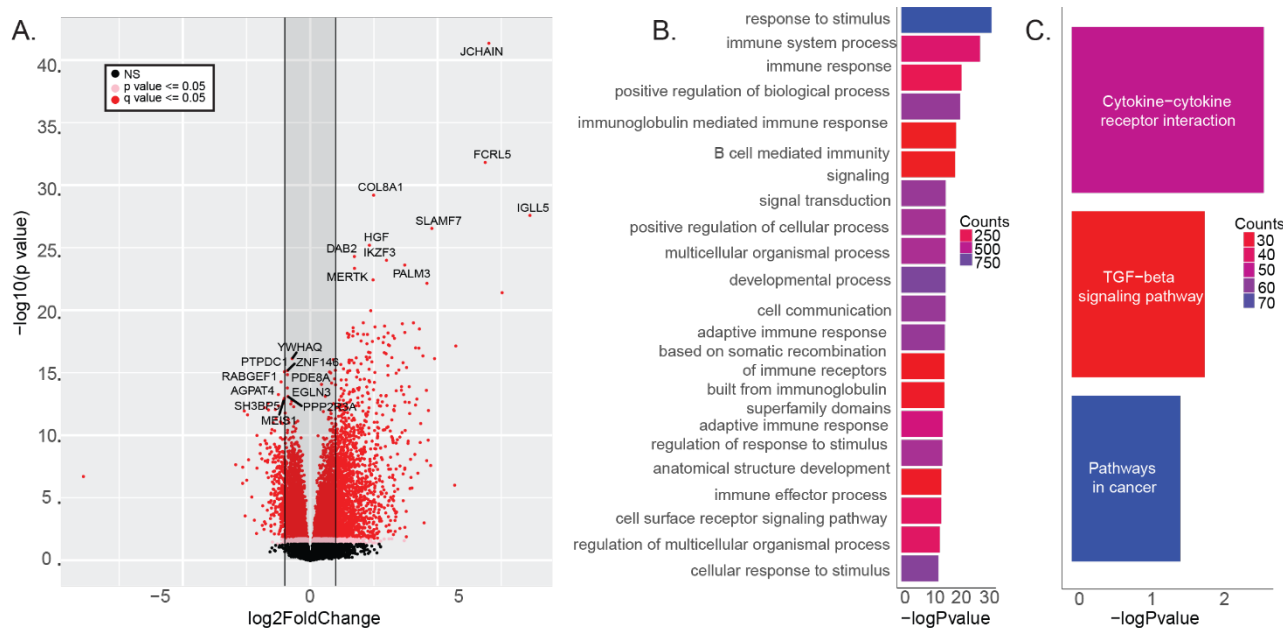 A.
40.
35.
30.
25.
20.
15.
10.
5
0.
−log10(p value)
NS
p value <= 0.05
q value <= 0.05
JCHAIN
FCRL5
COL8A1
IGLL5
SLAMF7
HGF
DAB2
IKZF3
MERTK
PALM3
YWHAQ
PTPDC1
ZNF146
RABGEF1
PDE8A
AGPAT4
EGLN3
SH3BP5
PPP2R3A
MEIS1
−5
0
5
log2FoldChange
B.
response to stimulus
immune system process
immune response
positive regulation of biological process
immunoglobulin mediated immune response
B cell mediated immunity
signaling
signal transduction
positive regulation of cellular process
multicellular organismal process
developmental process
cell communication
adaptive immune response
based on somatic recombination
of immune receptors
built from immunoglobulin
superfamily domains
adaptive immune response
regulation of response to stimulus
anatomical structure development
immune effector process
cell surface receptor signaling pathway
regulation of multicellular organismal process
cellular response to stimulus
Counts
250
500
750
0 10 20 30
−logPvalue
C.
Cytokine−cytokine
receptor interaction
TGF−beta
signaling pathway
Pathways
in cancer
Counts
30
40
50
60
70
0
1
2
−logPvalue